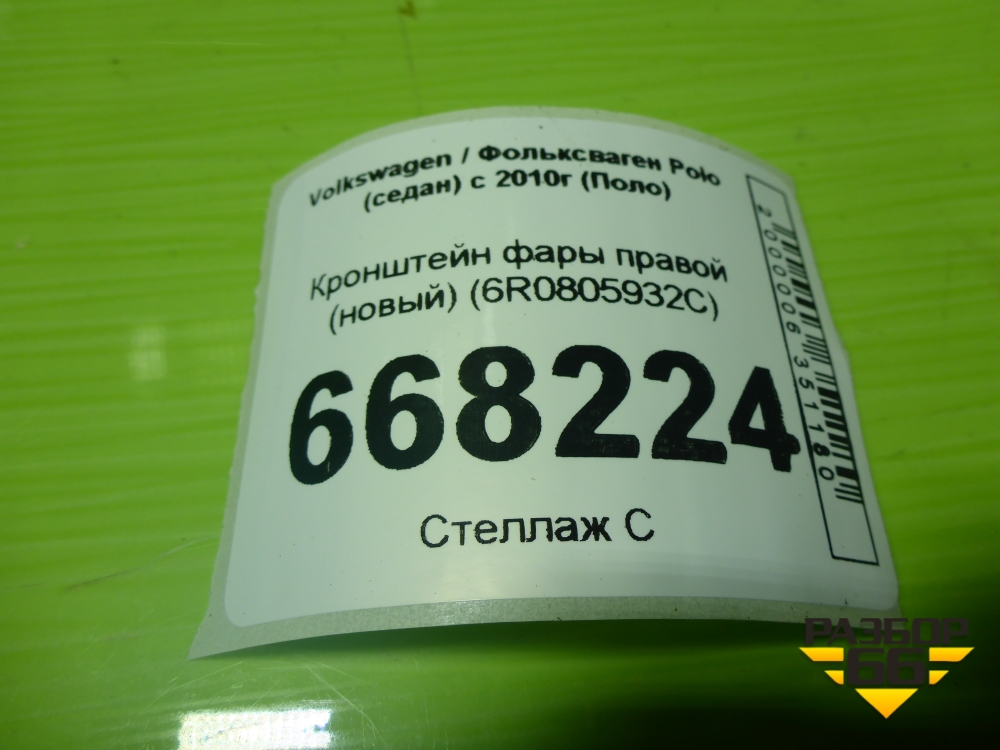 Volkswagen / Фольксваген Polo
(седан) с 2010г (Поло)
Кронштейн фары правой
(новый) (6R0805932C)
668224
Стеллаж С
2000006351180
РАЗБОР
66